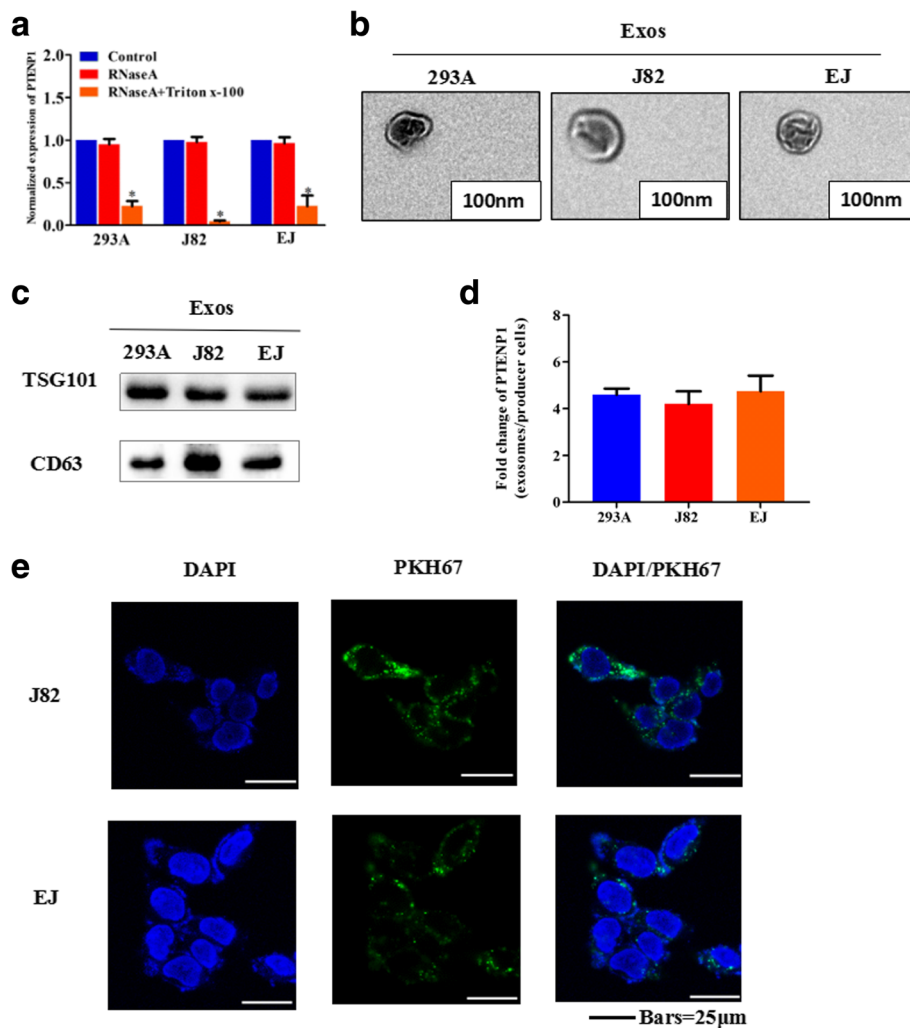 a
Normalized expression of PTENP1
2.0
1.5
1.0
0.5
0.0
Control
RNaseA
RNaseA+Triton x-100
*
*
*
293A J82 EJ
b
Exos
293A J82 EJ
100nm 100nm 100nm
c
Exos
293A J82 EJ
TSG101
CD63
d
Fold change of PTENP1
(exosomes/producer cells)
8
6
4
2
0
293A J82 EJ
e
DAPI PKH67 DAPI/PKH67
J82
EJ
Bars=25μm